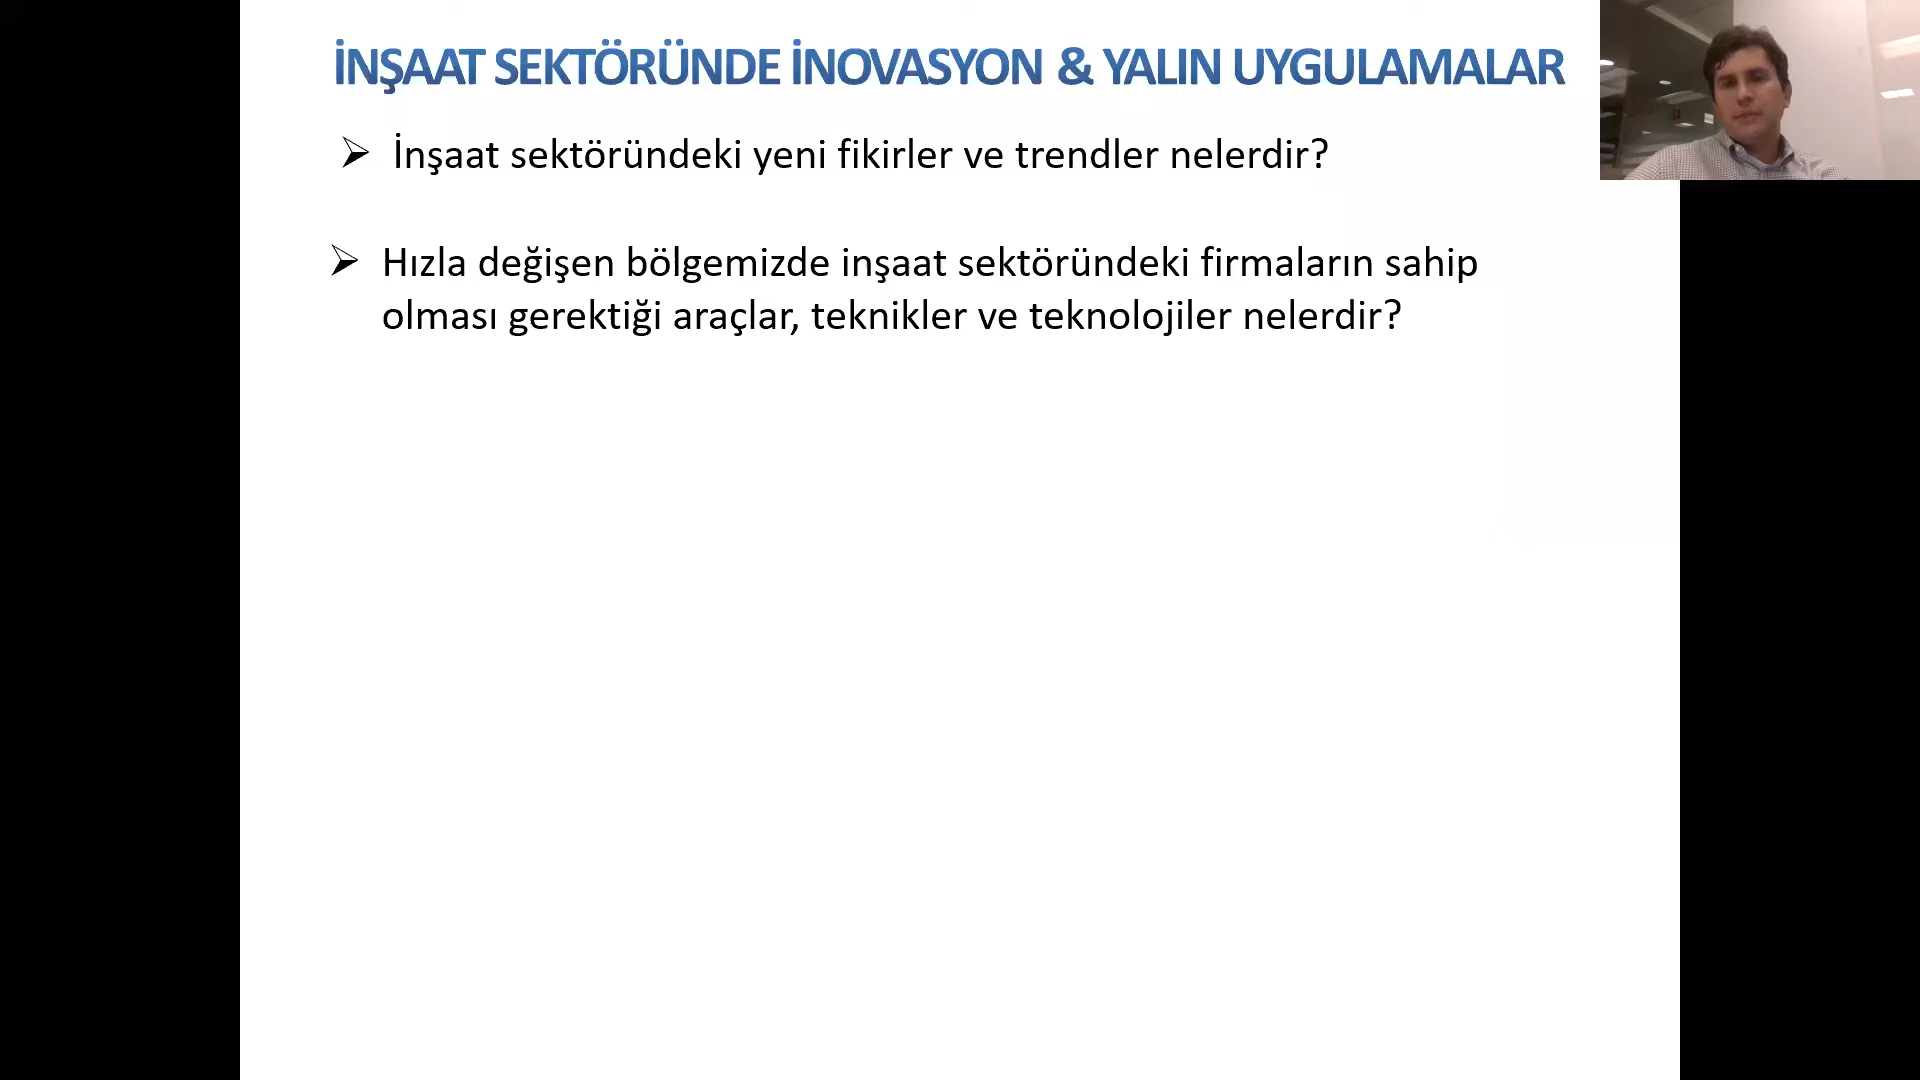 İNŞAAT SEKTÖRÜNDE İNOVASYON & YALIN UYGULAMALAR
İnşaat sektöründeki yeni fikirler ve trendler nelerdir?
Hızla değişen bölgemizde inşaat sektöründeki firmaların sahip
olması gerektiği araçlar, teknikler ve teknolojiler nelerdir?